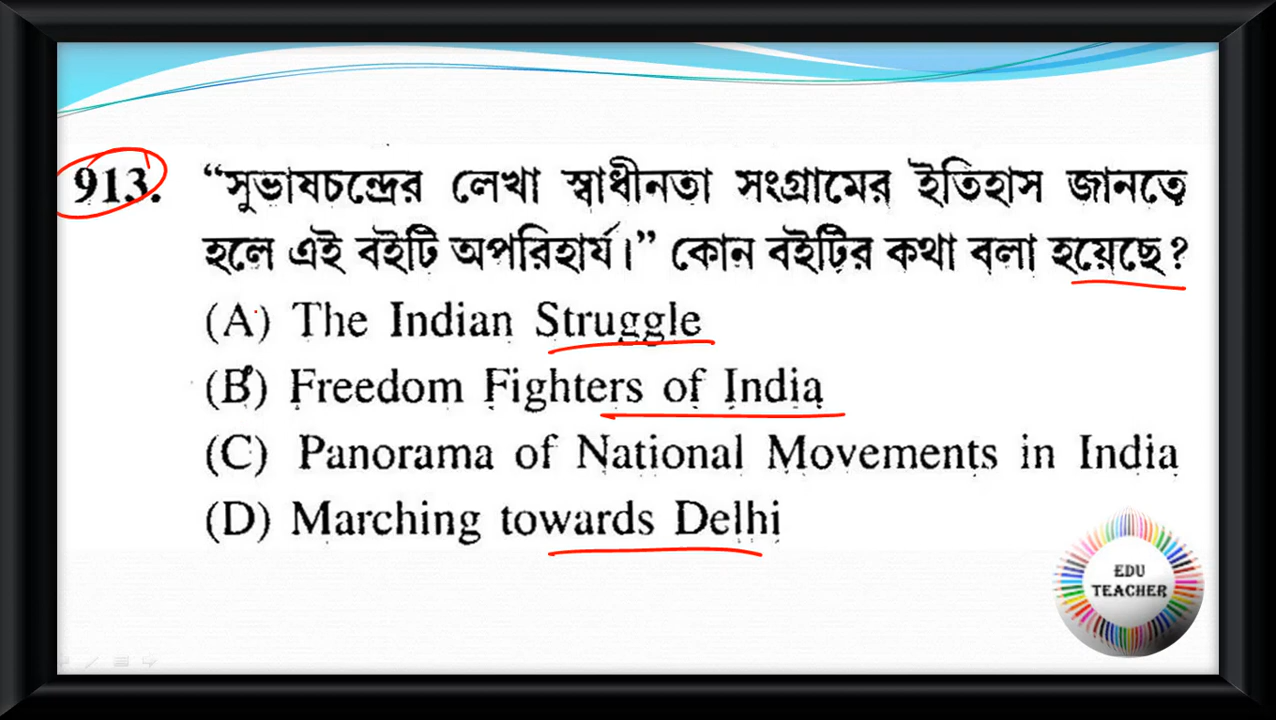 913. “সুভাষচন্দ্রের লেখা স্বাধীনতা সংগ্রামের ইতিহাস জানতে
হলে এই বইটি অপরিহার্য।” কোন বইটির কথা বলা হয়েছে?
(A) The Indian Struggle
(B) Freedom Fighters of India
(C) Panorama of National Movements in India
(D) Marching towards Delhi
EDU
TEACHER